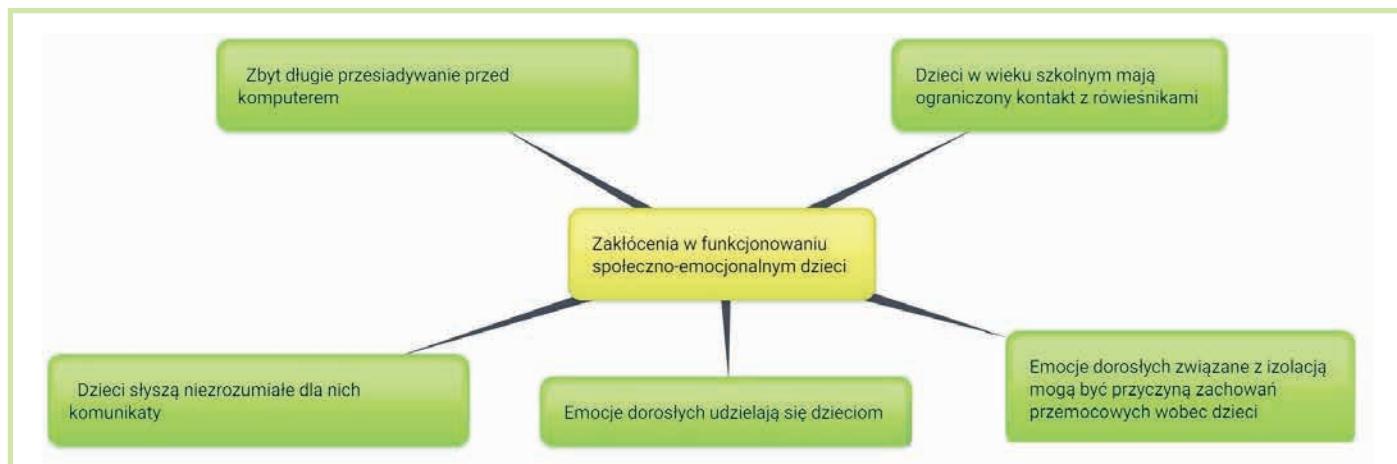 Zbyt długie przesiadywanie przed
komputerem
Dzieci w wieku szkolnym mają
ograniczony kontakt z rówieśnikami
Zakłócenia w funkcjonowaniu
społeczno-emocjonalnym dzieci
Dzieci słyszą niezrozumiałe dla nich
komunikaty
Emocje dorosłych udzielają się dzieciom
Emocje dorosłych związane z izolacją
mogą być przyczyną zachowań
przemocowych wobec dzieci